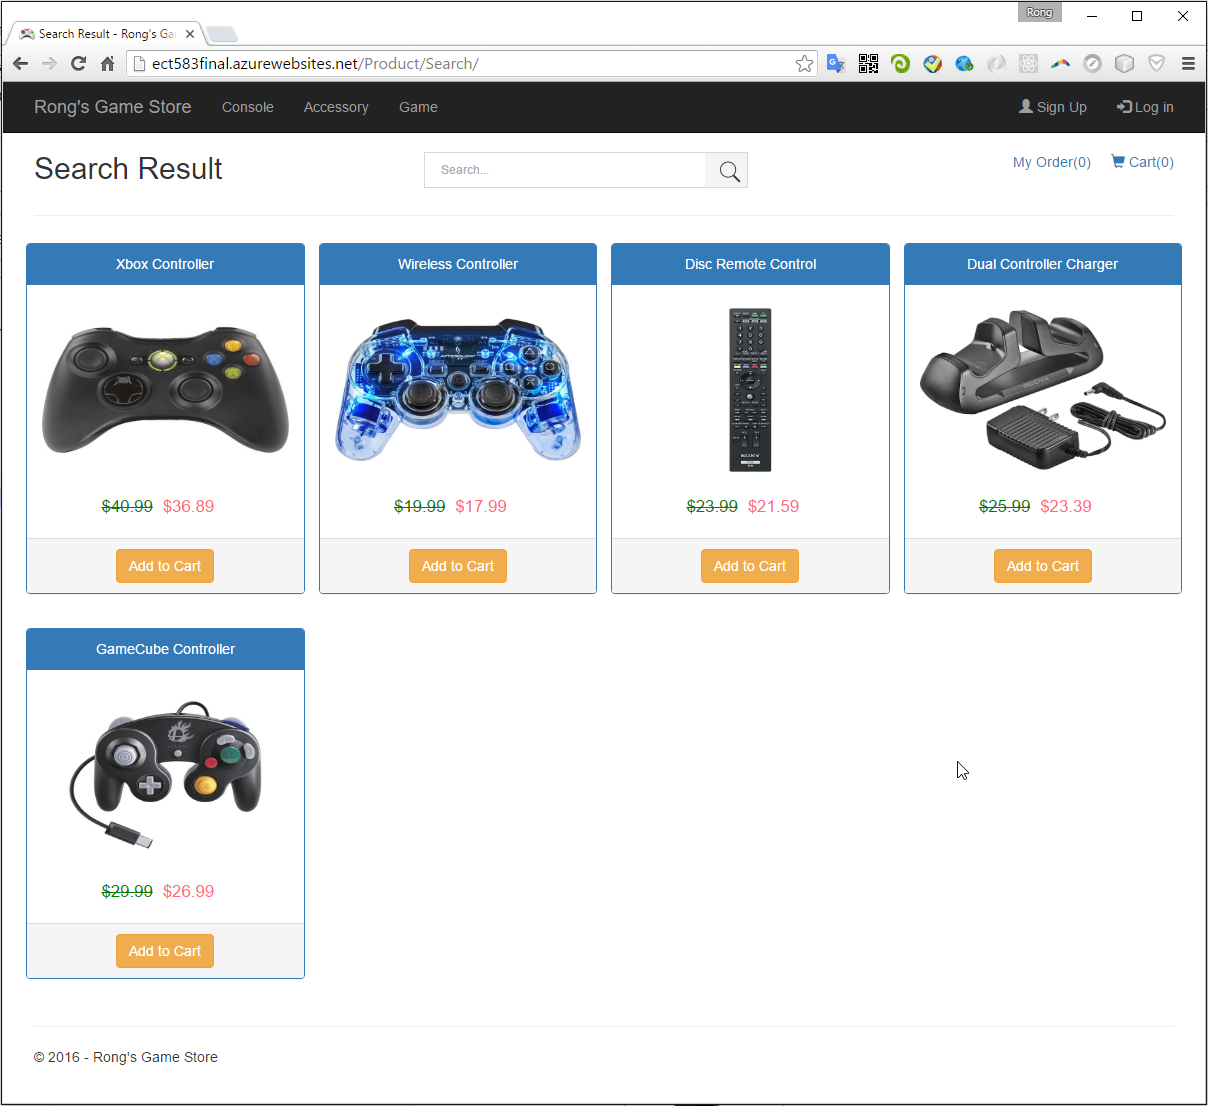 Rong
Search Result - Rong's Ga
ect583final.azurewebsites.net/Product/Search/
Rong's Game Store Console Accessory Game Sign Up Log in
Search Result Search... My Order(0) Cart(0)
Xbox Controller Wireless Controller Disc Remote Control Dual Controller Charger
AFTERGLOW
SONY
INSIGNIA
$40.99 $36.89 $19.99 $17.99 $23.99 $21.59 $25.99 $23.39
Add to Cart Add to Cart Add to Cart Add to Cart
GameCube Controller
$29.99 $26.99
Add to Cart
© 2016 - Rong's Game Store